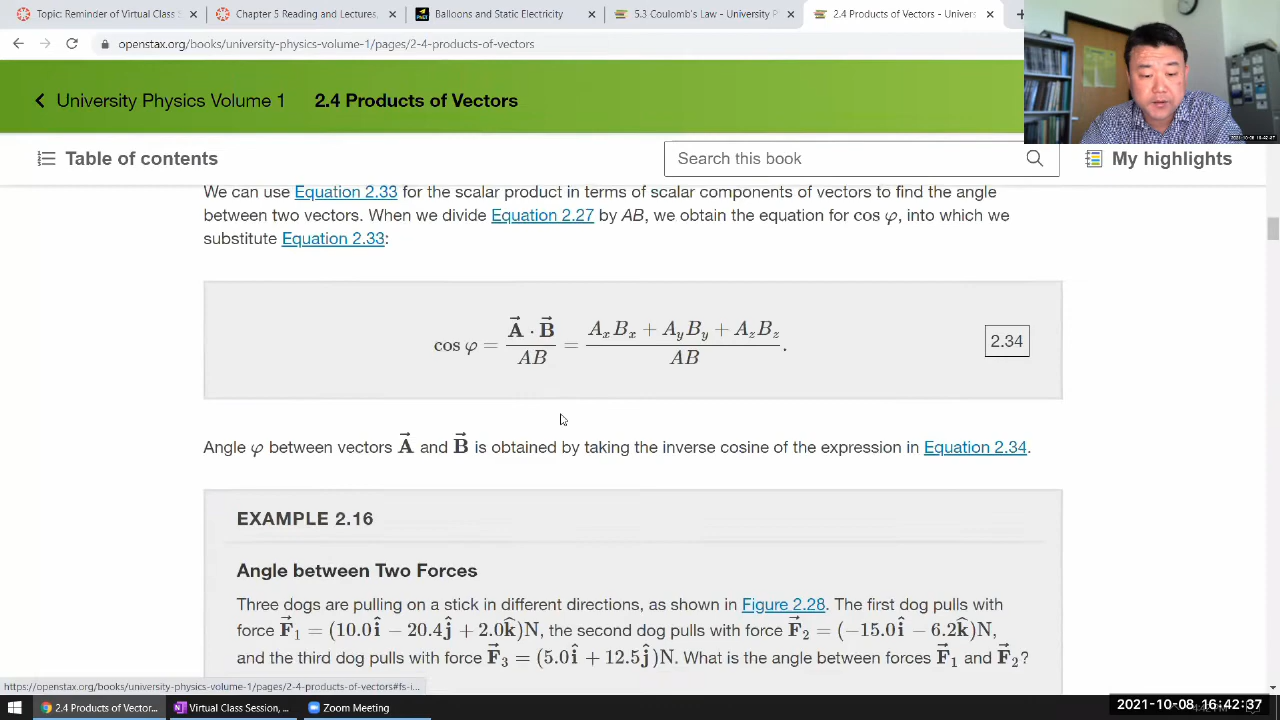 Topic: Reminder of Virtual Class
Chapter 5 Reading and Lectures,
Balloons and Static Electricity
5.3 Coulomb's Law - University P
2.4 Products of Vectors - Univers
openstax.org/books/university-physics-volume-1/pages/2-4-products-of-vectors
University Physics Volume 1 2.4 Products of Vectors
Table of contents
Search this book
My highlights
We can use Equation 2.33 for the scalar product in terms of scalar components of vectors to find the angle
between two vectors. When we divide Equation 2.27 by AB, we obtain the equation for cos φ, into which we
substitute Equation 2.33:
cos φ = (A⃗ · B⃗)/(AB) = (AₓBₓ + A_yB_y + A_zB_z)/(AB). 2.34
Angle φ between vectors A⃗ and B⃗ is obtained by taking the inverse cosine of the expression in Equation 2.34.
EXAMPLE 2.16
Angle between Two Forces
Three dogs are pulling on a stick in different directions, as shown in Figure 2.28. The first dog pulls with
force F⃗₁ = (10.0î − 20.4ĵ + 2.0k̂)N, the second dog pulls with force F⃗₂ = (−15.0î − 6.2k̂)N,
and the third dog pulls with force F⃗₃ = (5.0î + 12.5ĵ)N. What is the angle between forces F⃗₁ and F⃗₂?
https://openstax.org/books/university-physics-volume-1/pages/2-4-products-of-vectors#fs-i...
2.4 Products of Vector...
Virtual Class Session, ...
Zoom Meeting
2021-10-08 16:42:37
2021-10-08 16:42:37